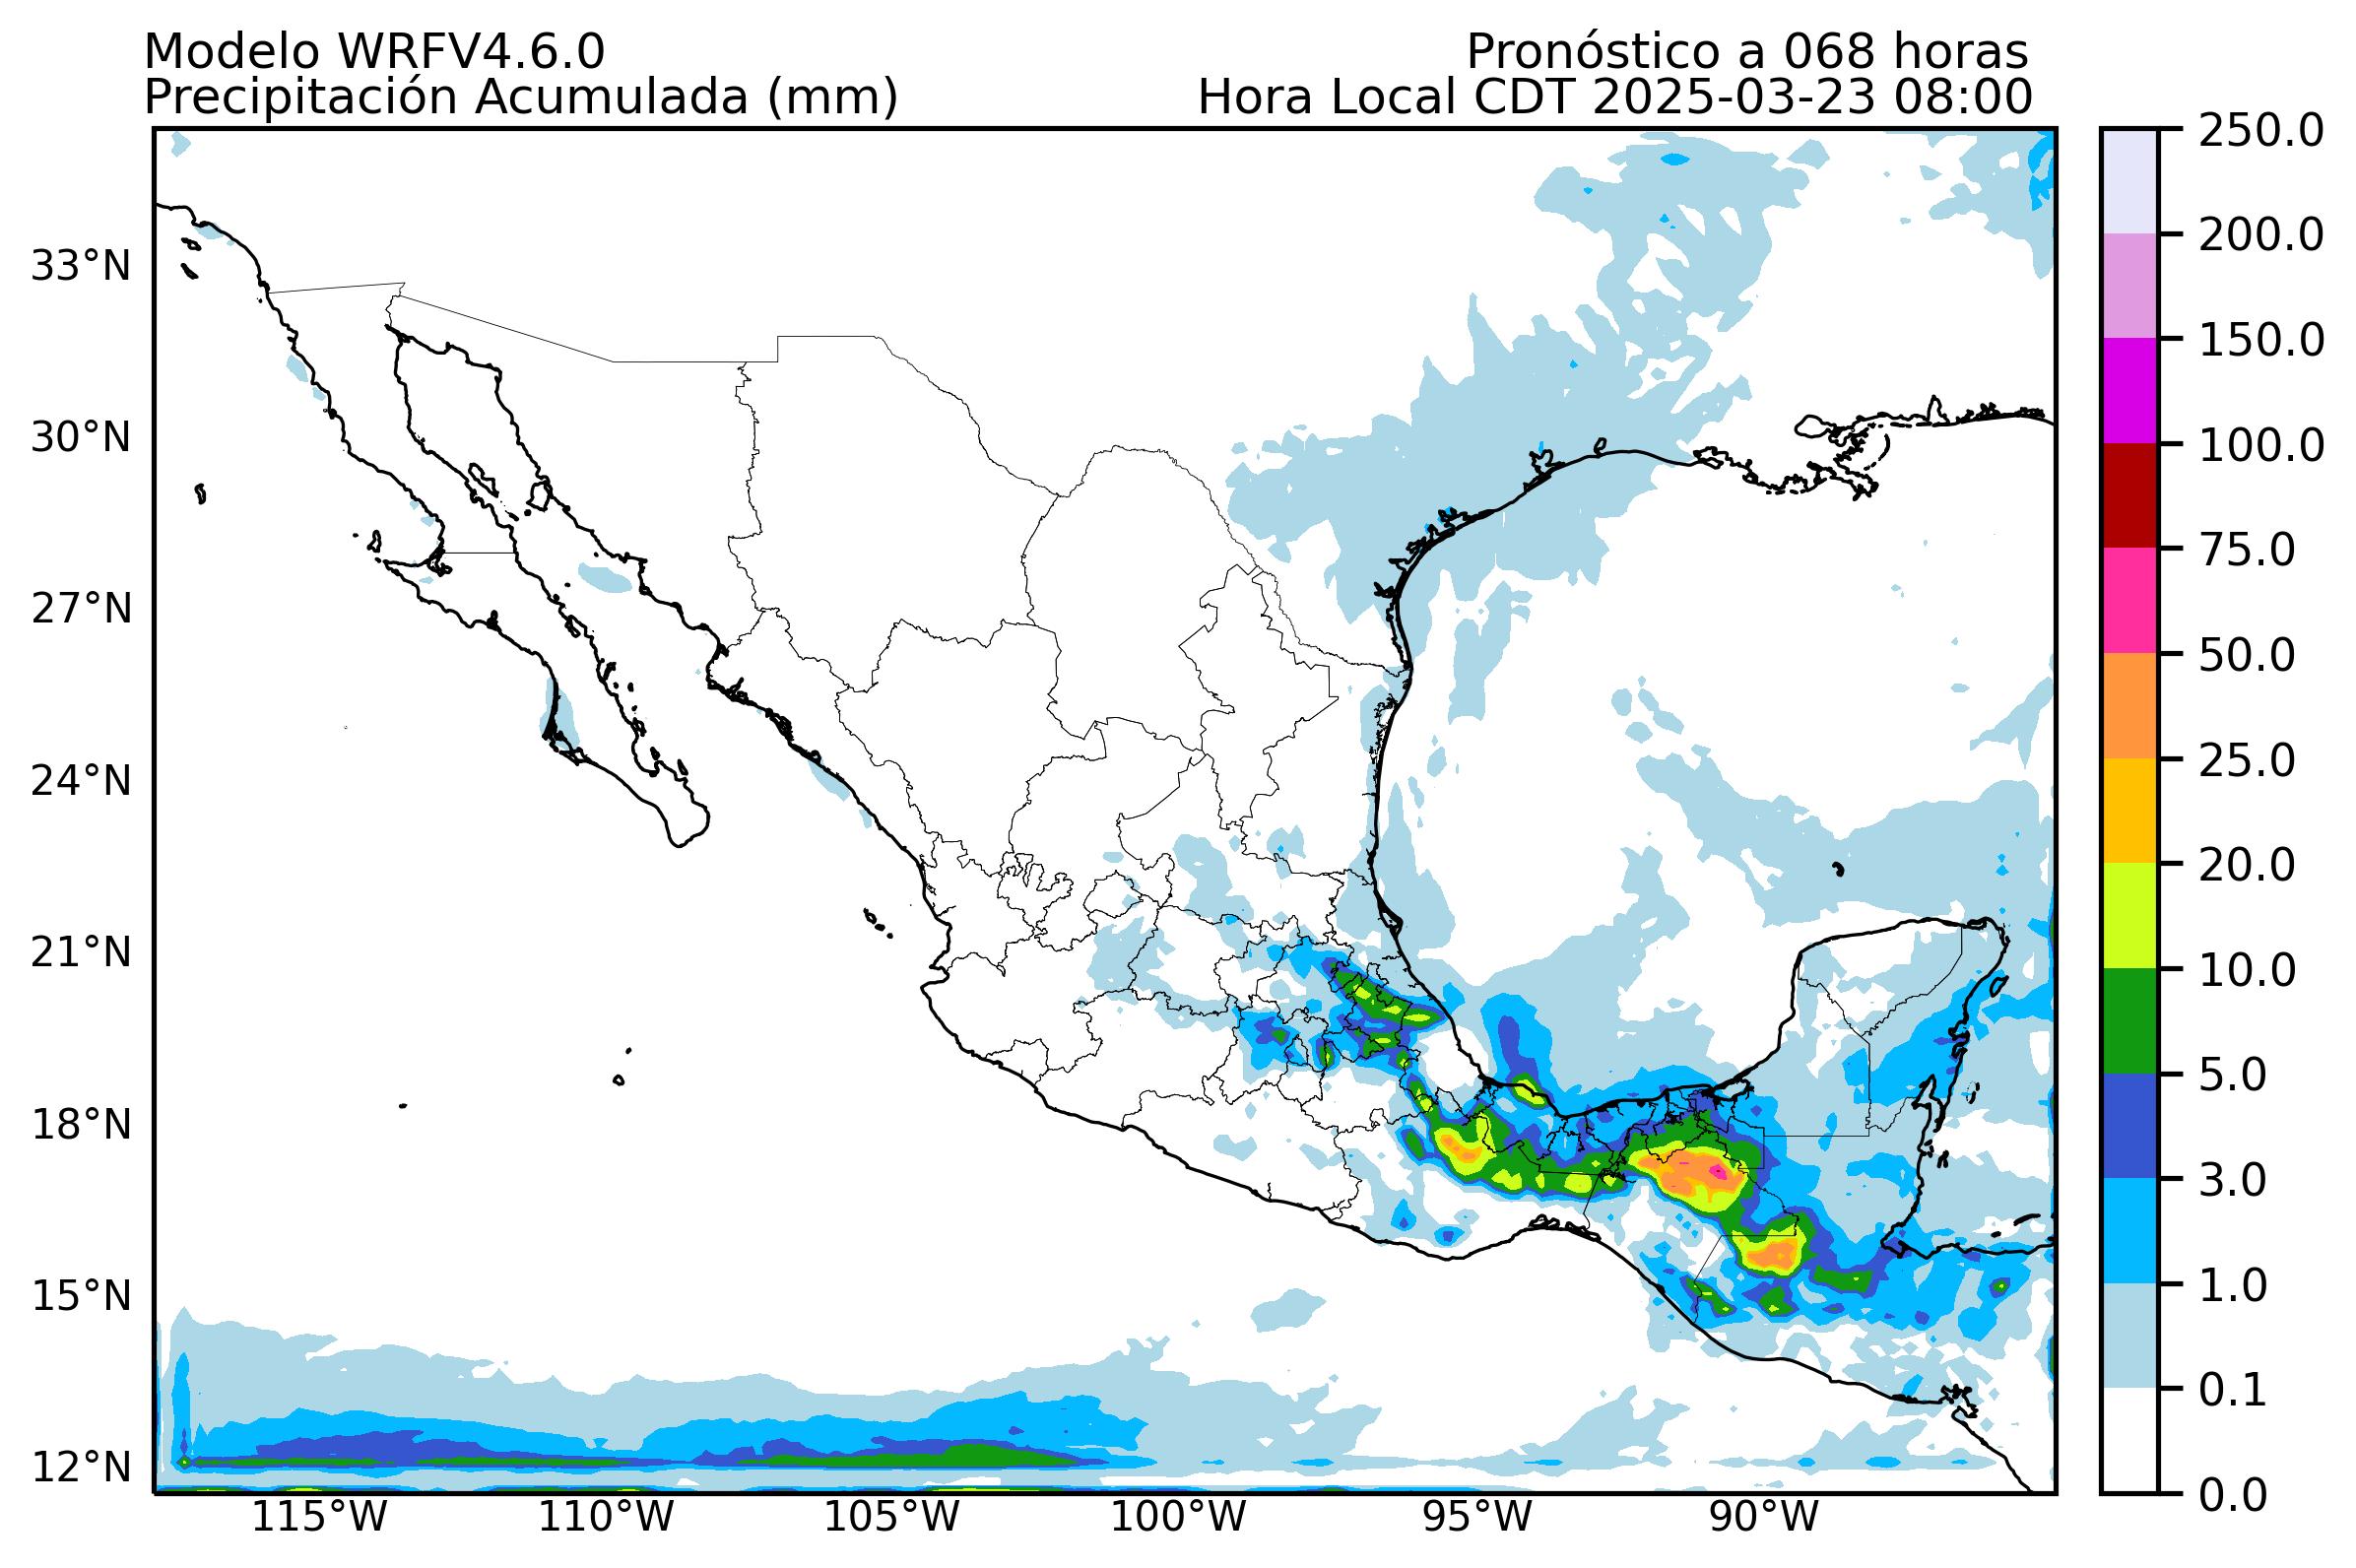 Modelo WRFV4.6.0
Pronóstico a 068 horas
Precipitación Acumulada (mm)
Hora Local CDT 2025-03-23 08:00
33°N
30°N
27°N
24°N
21°N
18°N
15°N
12°N
115°W
110°W
105°W
100°W
95°W
90°W
250.0
200.0
150.0
100.0
75.0
50.0
25.0
20.0
10.0
5.0
3.0
1.0
0.1
0.0